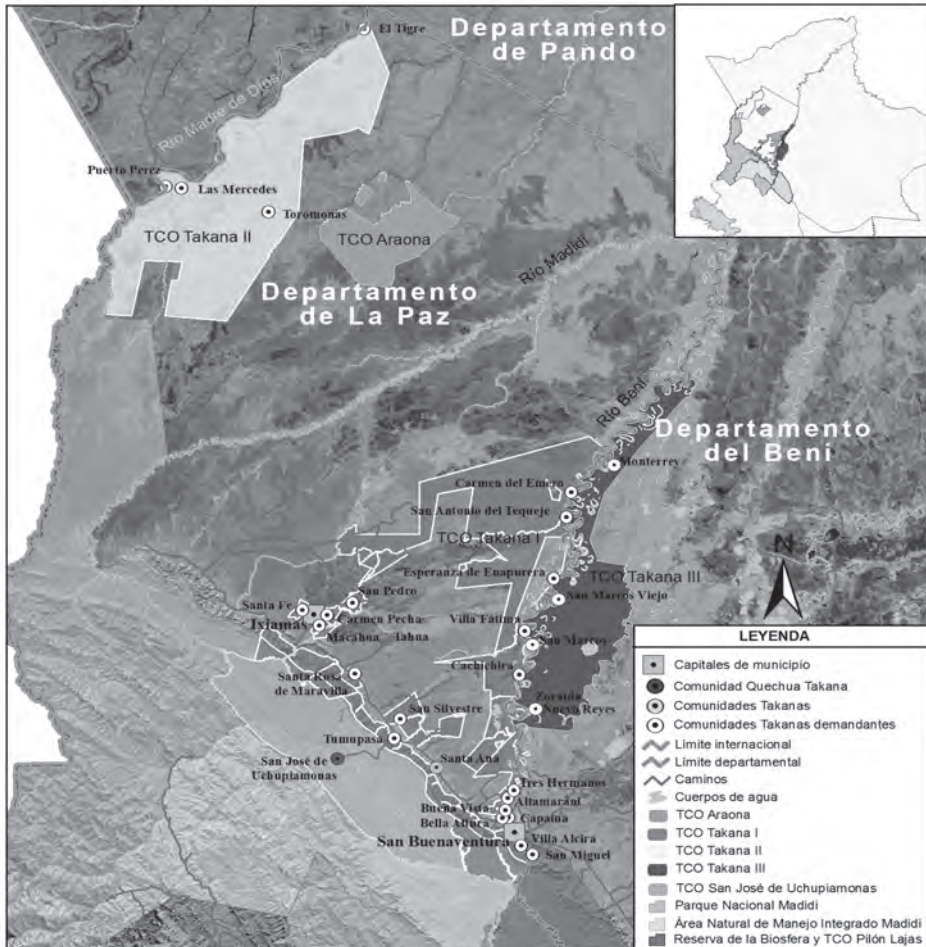 El Tigre
Departamento
de Pando
Río Madre de Dios
Puerto Perez
Las Mercedes
Toromonas
TCO Takana II
TCO Araona
Río Madidi
Departamento
de La Paz
Río Beni
Departamento
del Beni
Monterrey
Carmen del Emero
San Antonio del Tequeje
TCO Takana I
Esperanza de Enapurera
TCO Takana III
San Marcos Viejo
San Pedro
Santa Fe
Carmen Pecha
Ixiamas
Macahua
Tahua
Villa Fátima
San Marcos
Cachichira
Santa Rosa
de Maravilla
Zoraida
Nuevo Reyes
San Silvestre
Tumupasa
San José de
Uchupiamonas
Santa Ana
Tres Hermanos
Altamarani
Buena Vista
Capaina
Bella Altura
San Buenaventura
Villa Alcira
San Miguel
N
LEYENDA
Capitales de municipio
Comunidad Quechua Takana
Comunidades Takanas
Comunidades Takanas demandantes
Límite internacional
Límite departamental
Caminos
Cuerpos de agua
TCO Araona
TCO Takana I
TCO Takana II
TCO Takana III
TCO San José de Uchupiamonas
Parque Nacional Madidi
Área Natural de Manejo Integrado Madidi
Reserva de la Biosfera y TCO Pilón Lajas